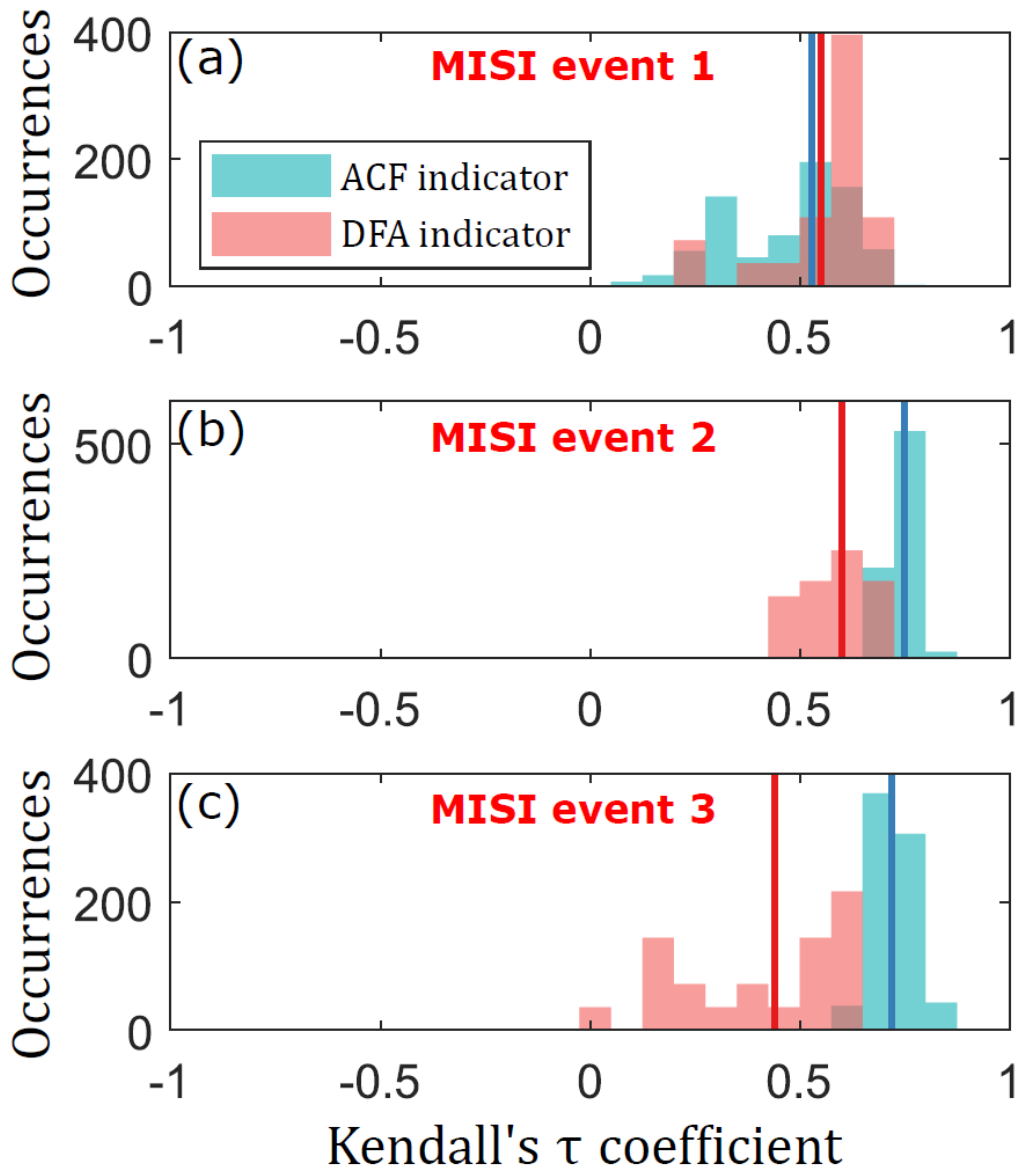 Occurrences
400
200
0
(a)
MISI event 1
ACF indicator
DFA indicator
-1 -0.5 0 0.5 1
Occurrences
500
0
(b)
MISI event 2
-1 -0.5 0 0.5 1
Occurrences
400
200
0
(c)
MISI event 3
-1 -0.5 0 0.5 1
Kendall's τ coefficient